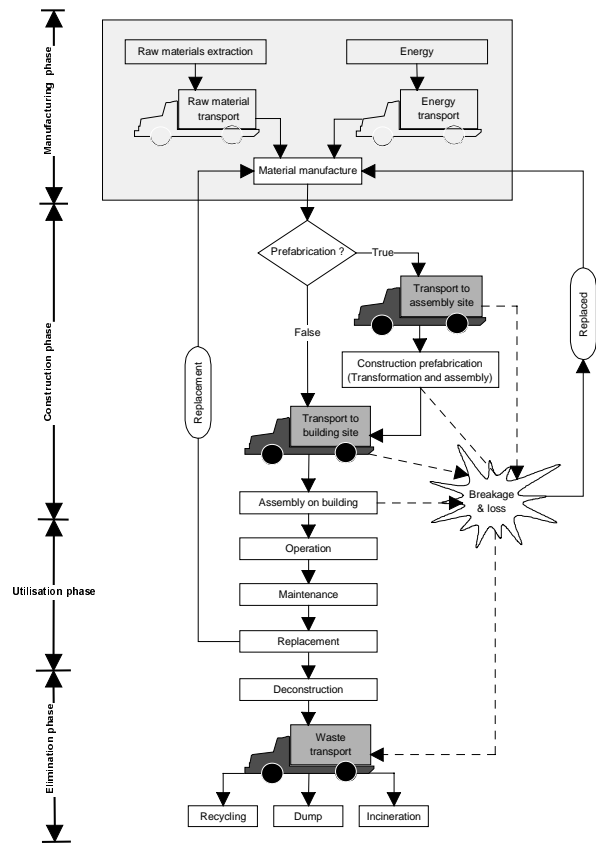 Manufacturing phase
Raw materials extraction
Energy
Raw material
transport
Energy
transport
Material manufacture
Construction phase
Prefabrication ?
True
False
Transport to
assembly site
Construction prefabrication
(Transformation and assembly)
Replacement
Replaced
Transport to
building site
Breakage
& loss
Assembly on building
Utilisation phase
Operation
Maintenance
Replacement
Elimination phase
Deconstruction
Waste
transport
Recycling
Dump
Incineration